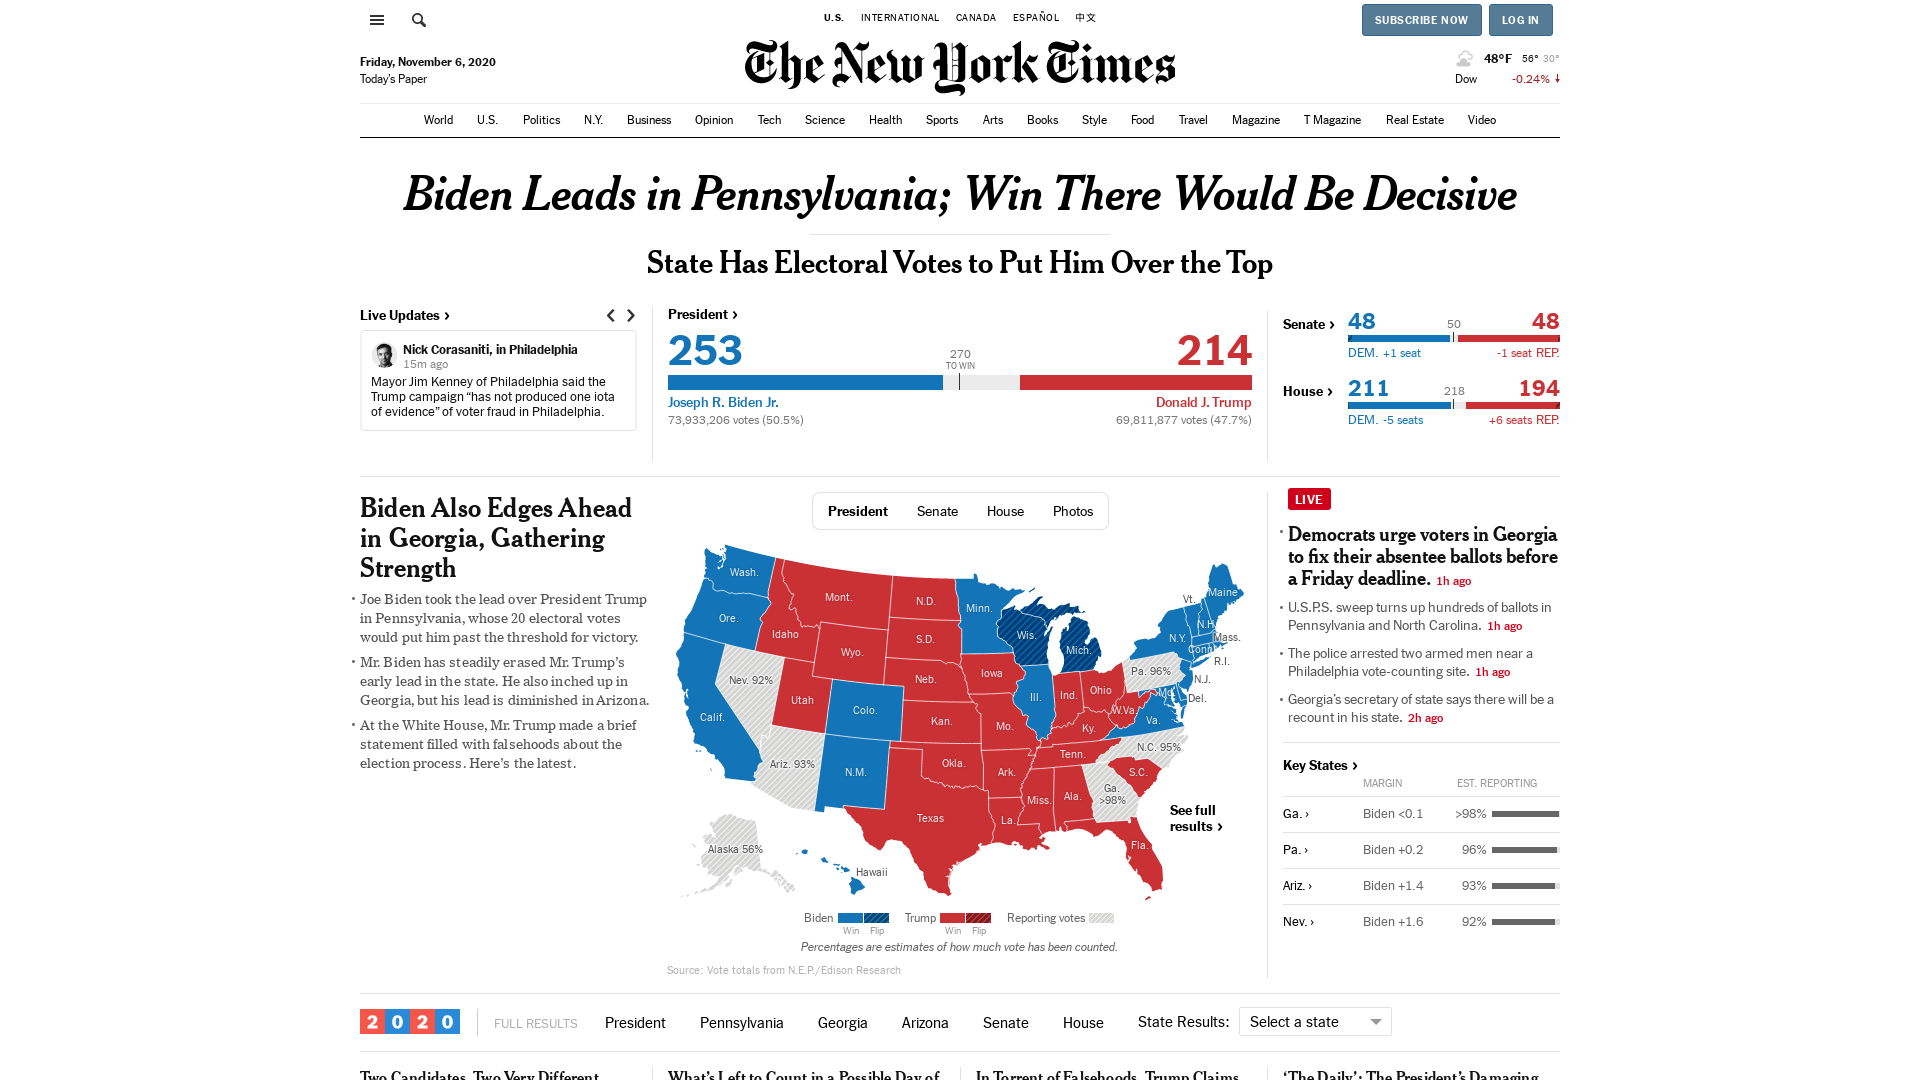 U.S.
INTERNATIONAL
CANADA
ESPAÑOL
中文
SUBSCRIBE NOW
LOG IN
Friday, November 6, 2020
Today's Paper
The New York Times
48°F 56° 30°
Dow -0.24% ↓
World
U.S.
Politics
N.Y.
Business
Opinion
Tech
Science
Health
Sports
Arts
Books
Style
Food
Travel
Magazine
T Magazine
Real Estate
Video
Biden Leads in Pennsylvania; Win There Would Be Decisive
State Has Electoral Votes to Put Him Over the Top
Live Updates ›
Nick Corasaniti, in Philadelphia
15m ago
Mayor Jim Kenney of Philadelphia said the
Trump campaign “has not produced one iota
of evidence” of voter fraud in Philadelphia.
President ›
253
270
TO WIN
214
Joseph R. Biden Jr.
Donald J. Trump
73,933,206 votes (50.5%)
69,811,877 votes (47.7%)
Senate ›
48
50
48
DEM. +1 seat
-1 seat REP.
House ›
211
218
194
DEM. -5 seats
+6 seats REP.
Biden Also Edges Ahead
in Georgia, Gathering
Strength
• Joe Biden took the lead over President Trump
in Pennsylvania, whose 20 electoral votes
would put him past the threshold for victory.
• Mr. Biden has steadily erased Mr. Trump’s
early lead in the state. He also inched up in
Georgia, but his lead is diminished in Arizona.
• At the White House, Mr. Trump made a brief
statement filled with falsehoods about the
election process. Here’s the latest.
President
Senate
House
Photos
Wash.
Mont.
N.D.
Minn.
Vt.
Maine
Ore.
Idaho
S.D.
Wis.
N.Y.
N.H.
Mass.
Wyo.
Mich.
Conn.
R.I.
Nev. 92%
Neb.
Iowa
Pa. 96%
N.J.
Utah
Colo.
Ill.
Ind.
Ohio
Md.
Del.
Calif.
Kan.
Mo.
W.Va.
Va.
Ky.
N.C. 95%
Ariz. 93%
N.M.
Okla.
Ark.
Tenn.
S.C.
Texas
La.
Miss.
Ala.
Ga.
>98%
Fla.
Alaska 56%
Hawaii
See full
results ›
Biden
Trump
Reporting votes
Win
Flip
Win
Flip
Percentages are estimates of how much vote has been counted.
Source: Vote totals from N.E.P./Edison Research
LIVE
• Democrats urge voters in Georgia
to fix their absentee ballots before
a Friday deadline. 1h ago
• U.S.P.S. sweep turns up hundreds of ballots in
Pennsylvania and North Carolina. 1h ago
• The police arrested two armed men near a
Philadelphia vote-counting site. 1h ago
• Georgia’s secretary of state says there will be a
recount in his state. 2h ago
Key States ›
MARGIN
EST. REPORTING
Ga. › Biden <0.1 >98%
Pa. › Biden +0.2 96%
Ariz. › Biden +1.4 93%
Nev. › Biden +1.6 92%
2020
FULL RESULTS
President
Pennsylvania
Georgia
Arizona
Senate
House
State Results:
Select a state
Two Candidates, Two Very Different
What’s Left to Count in a Possible Day of
In Torrent of Falsehoods, Trump Claims
‘The Daily’: The President’s Damaging